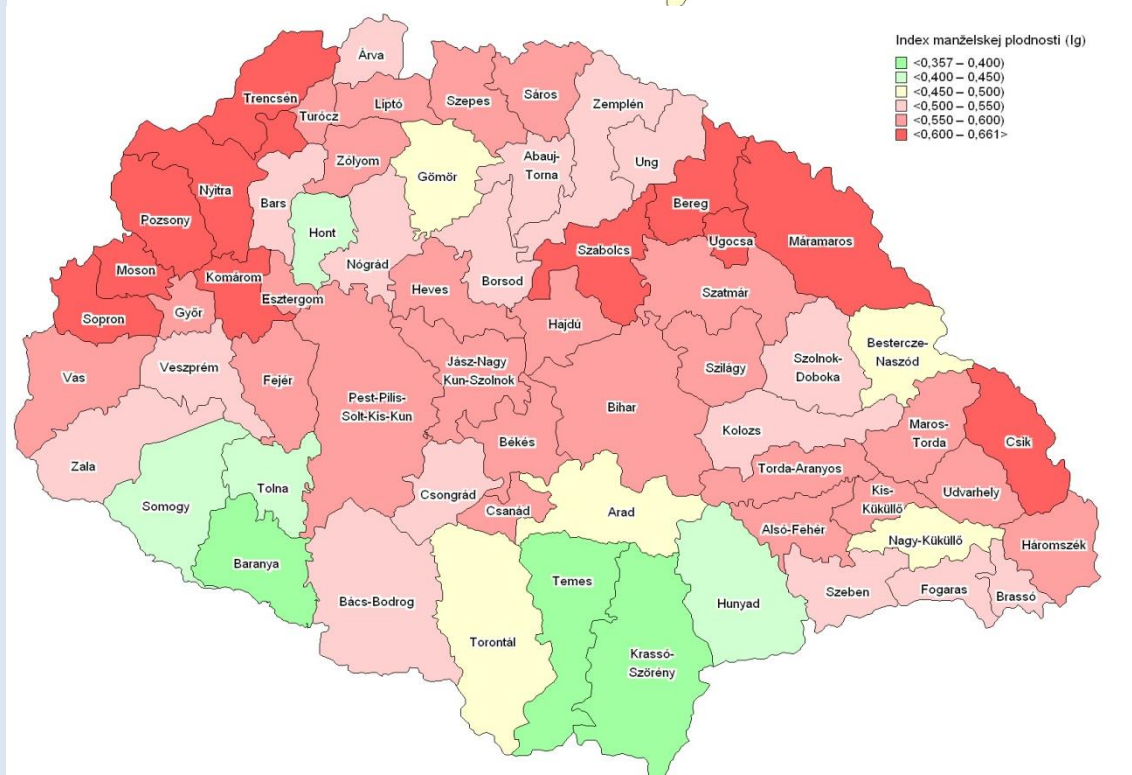 Index manželskej plodnosti (Ig)
<0,357 – 0,400)
<0,400 – 0,450)
<0,450 – 0,500)
<0,500 – 0,550)
<0,550 – 0,600)
<0,600 – 0,661>
Árva
Trencsén
Turócz
Liptó
Szepes
Sáros
Zemplén
Zólyom
Gömör
Abauj-
Torna
Ung
Nyitra
Bars
Pozsony
Hont
Bereg
Nógrád
Ugocsa
Máramaros
Szabolcs
Moson
Komárom
Borsod
Esztergom
Heves
Szatmár
Sopron
Győr
Hajdú
Bestercze-
Naszód
Veszprém
Vas
Fejér
Jász-Nagy
Kun-Szolnok
Szilágy
Szolnok-
Doboka
Pest-Pilis-
Solt-Kis-Kun
Bihar
Maros-
Torda
Kolozs
Békés
Csik
Zala
Tolna
Csongrád
Torda-Aranyos
Somogy
Csanád
Arad
Kis-
Küküllő
Udvarhely
Alsó-Fehér
Nagy-Küküllő
Háromszék
Baranya
Temes
Bács-Bodrog
Hunyad
Szeben
Fogaras
Brassó
Torontál
Krassó-
Szörény